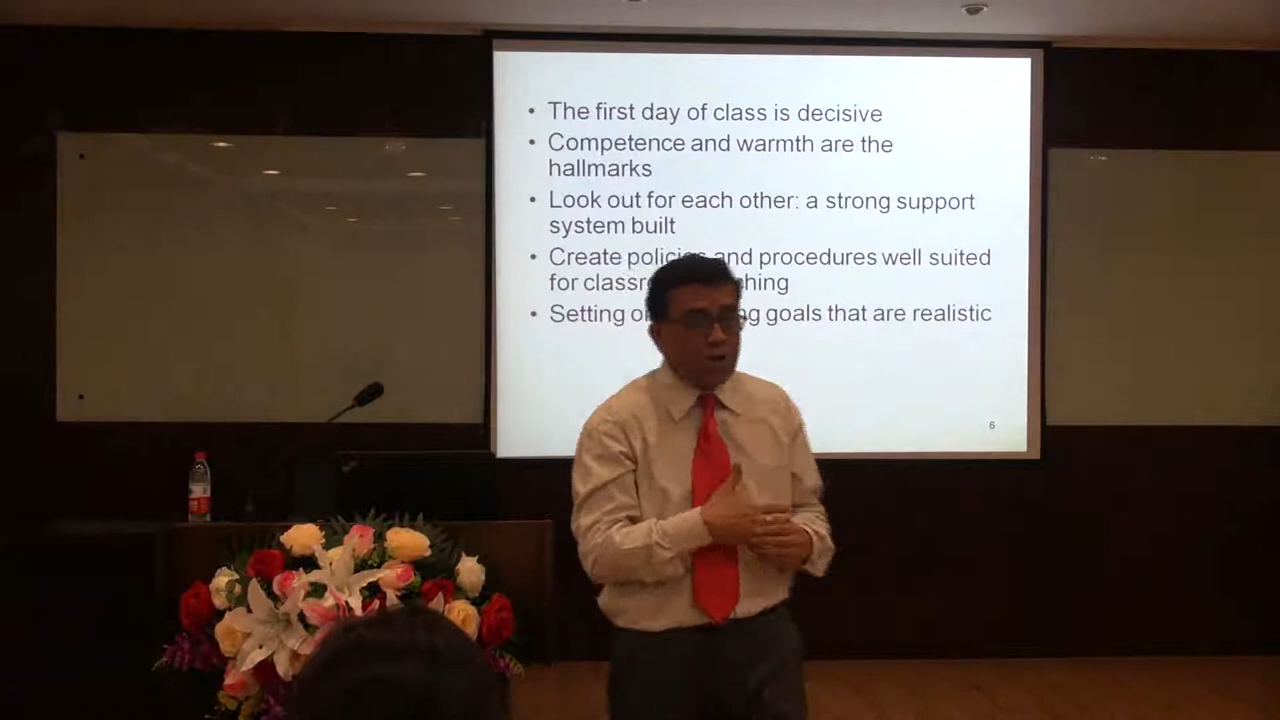 • The first day of class is decisive
• Competence and warmth are the
hallmarks
• Look out for each other: a strong support
system built
• Create and procedures well suited
for
• Setting goals that are realistic
6